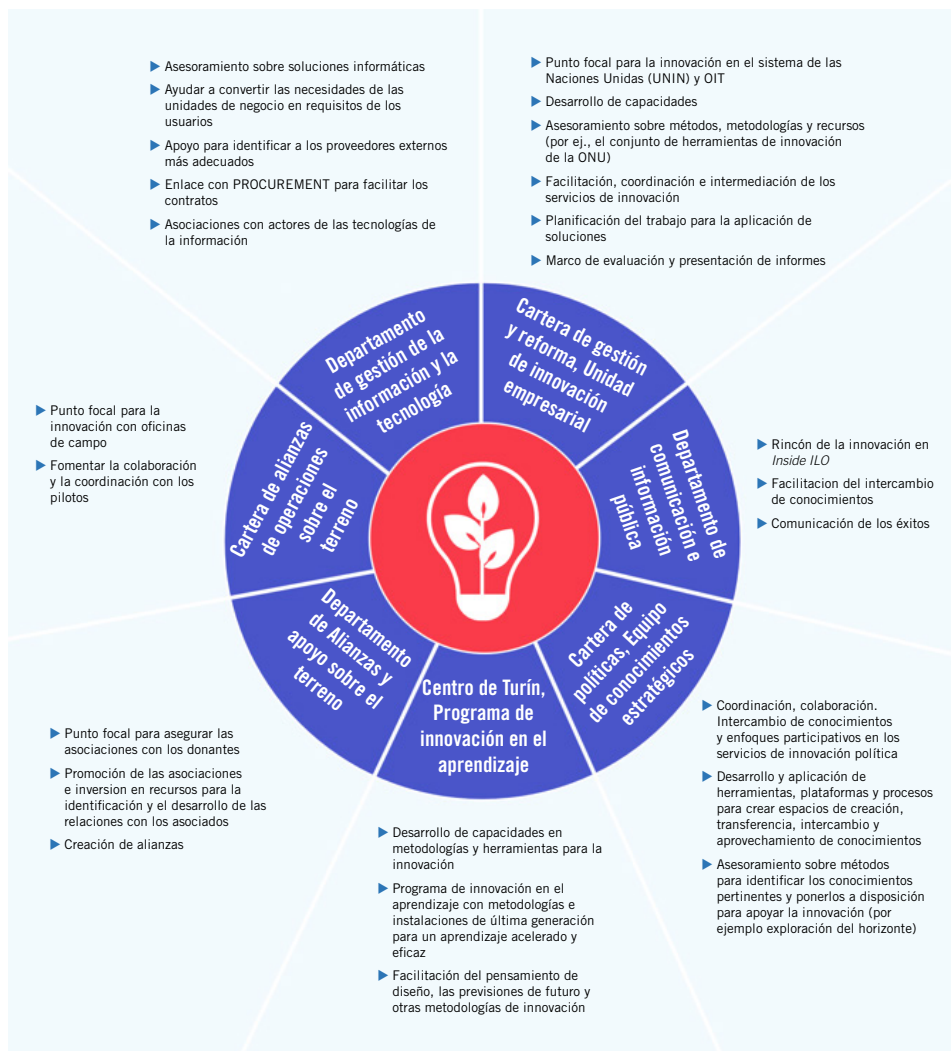 Asesoramiento sobre soluciones informáticas
Ayudar a convertir las necesidades de las
unidades de negocio en requisitos de los
usuarios
Apoyo para identificar a los proveedores externos
más adecuados
Enlace con PROCUREMENT para facilitar los
contratos
Asociaciones con actores de las tecnologías de
la información
Punto focal para la innovación en el sistema de las
Naciones Unidas (UNIN) y OIT
Desarrollo de capacidades
Asesoramiento sobre métodos, metodologías y recursos
(por ej., el conjunto de herramientas de innovación
de la ONU)
Facilitación, coordinación e intermediación de los
servicios de innovación
Planificación del trabajo para la aplicación de
soluciones
Marco de evaluación y presentación de informes
Departamento
de gestión de la
información y la
tecnología
Cartera de gestión
y reforma, Unidad
de innovación
empresarial
Punto focal para la
innovación con oficinas
de campo
Fomentar la colaboración
y la coordinación con los
pilotos
Cartera de alianzas
de operaciones
sobre el
terreno
Departamento de
comunicación e
información
pública
Rincón de la innovación en
Inside ILO
Facilitacion del intercambio
de conocimientos
Comunicación de los éxitos
Departamento
de Alianzas y
apoyo sobre el
terreno
Centro de Turín,
Programa de
innovación en el
aprendizaje
Cartera de
políticas, Equipo
de conocimientos
estratégicos
Punto focal para asegurar las
asociaciones con los donantes
Promoción de las asociaciones
e inversion en recursos para la
identificación y el desarrollo de las
relaciones con los asociados
Creación de alianzas
Desarrollo de capacidades en
metodologías y herramientas para la
innovación
Programa de innovación en el
aprendizaje con metodologías e
instalaciones de última generación
para un aprendizaje acelerado y
eficaz
Facilitación del pensamiento de
diseño, las previsiones de futuro y
otras metodologías de innovación
Coordinación, colaboración.
Intercambio de conocimientos
y enfoques participativos en los
servicios de innovación política
Desarrollo y aplicación de
herramientas, plataformas y procesos
para crear espacios de creación,
transferencia, intercambio y
aprovechamiento de conocimientos
Asesoramiento sobre métodos
para identificar los conocimientos
pertinentes y ponerlos a disposición
para apoyar la innovación (por
ejemplo exploración del horizonte)